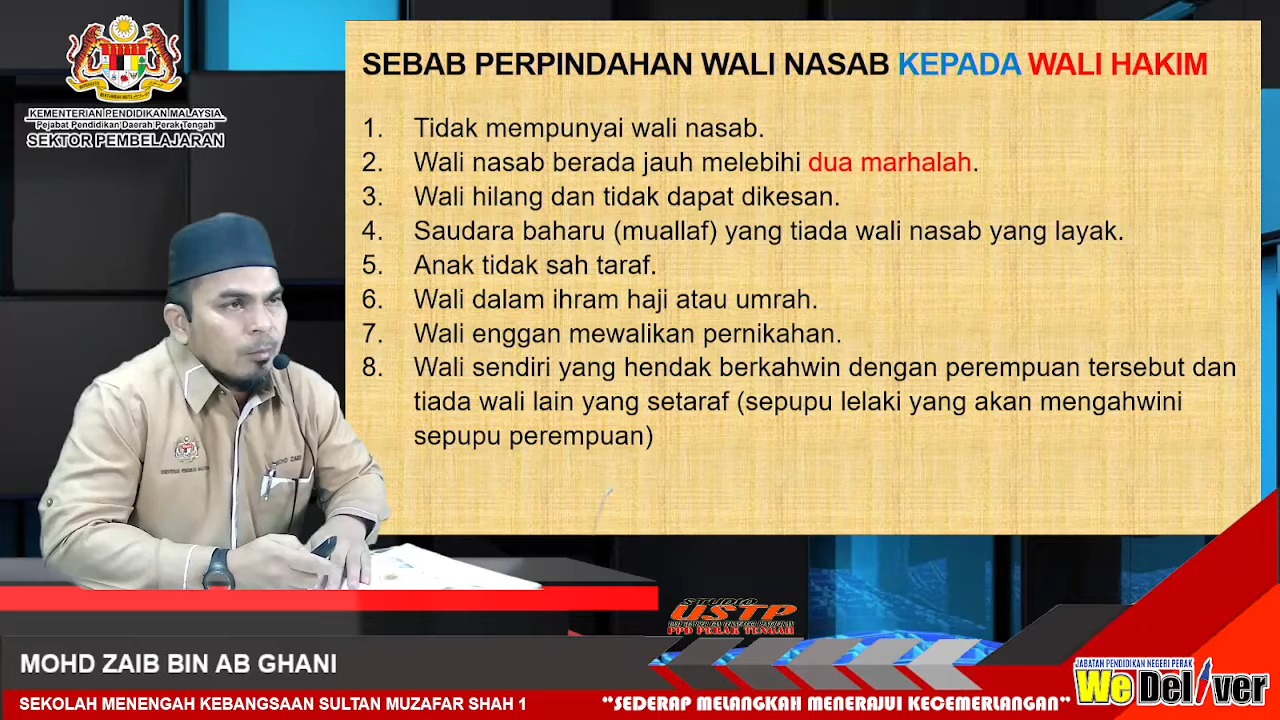 KEMENTERIAN PENDIDIKAN MALAYSIA
Pejabat Pendidikan Daerah Perak Tengah
SEKTOR PEMBELAJARAN
SEBAB PERPINDAHAN WALI NASAB KEPADA WALI HAKIM
1. Tidak mempunyai wali nasab.
2. Wali nasab berada jauh melebihi dua marhalah.
3. Wali hilang dan tidak dapat dikesan.
4. Saudara baharu (muallaf) yang tiada wali nasab yang layak.
5. Anak tidak sah taraf.
6. Wali dalam ihram haji atau umrah.
7. Wali enggan mewalikan pernikahan.
8. Wali sendiri yang hendak berkahwin dengan perempuan tersebut dan
tiada wali lain yang setaraf (sepupu lelaki yang akan mengahwini
sepupu perempuan)
MOHD ZAIB
STUDIO
USTP
PPD PERAK TENGAH
MOHD ZAIB BIN AB GHANI
JABATAN PENDIDIKAN NEGERI PERAK
We Deliver
SEKOLAH MENENGAH KEBANGSAAN SULTAN MUZAFAR SHAH 1
"SEDERAP MELANGKAH MENERAJUI KECEMERLANGAN"